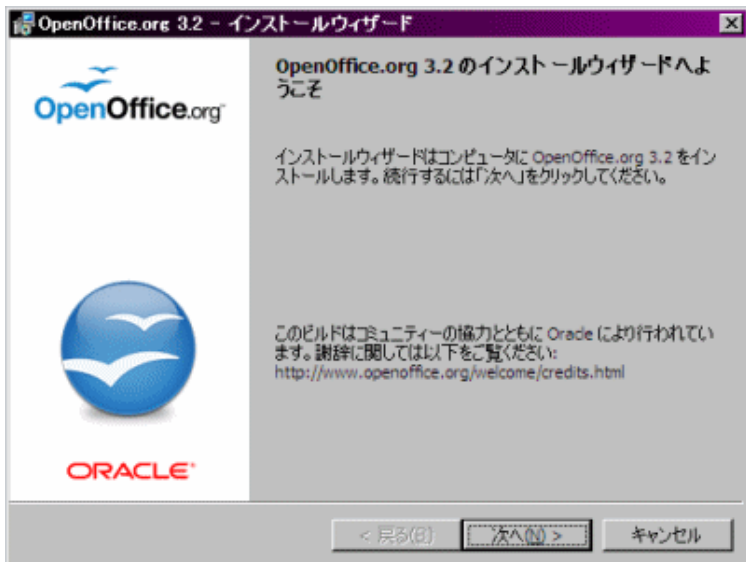 OpenOffice.org 3.2 - インストールウィザード
OpenOffice.org
OpenOffice.org 3.2 のインストールウィザードへよ
うこそ
インストールウィザードはコンピュータに OpenOffice.org 3.2 をイン
ストールします。続行するには「次へ」をクリックしてください。
このビルドはコミュニティーの協力とともに Oracle により行われてい
ます。謝辞に関しては以下をご覧ください:
http://www.openoffice.org/welcome/credits.html
ORACLE
< 戻る(B)
次へ(N) >
キャンセル